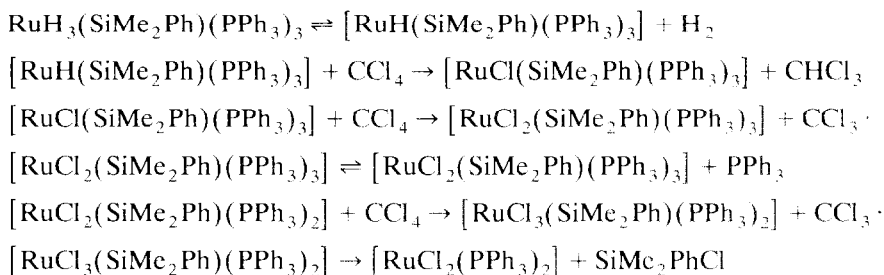 RuH₃(SiMe₂Ph)(PPh₃)₃ ⇌ [RuH(SiMe₂Ph)(PPh₃)₃] + H₂
[RuH(SiMe₂Ph)(PPh₃)₃] + CCl₄ → [RuCl(SiMe₂Ph)(PPh₃)₃] + CHCl₃
[RuCl(SiMe₂Ph)(PPh₃)₃] + CCl₄ → [RuCl₂(SiMe₂Ph)(PPh₃)₃] + CCl₃·
[RuCl₂(SiMe₂Ph)(PPh₃)₃] ⇌ [RuCl₂(SiMe₂Ph)(PPh₃)₃] + PPh₃
[RuCl₂(SiMe₂Ph)(PPh₃)₂] + CCl₄ → [RuCl₃(SiMe₂Ph)(PPh₃)₂] + CCl₃·
[RuCl₃(SiMe₂Ph)(PPh₃)₂] → [RuCl₂(PPh₃)₂] + SiMe₂PhCl